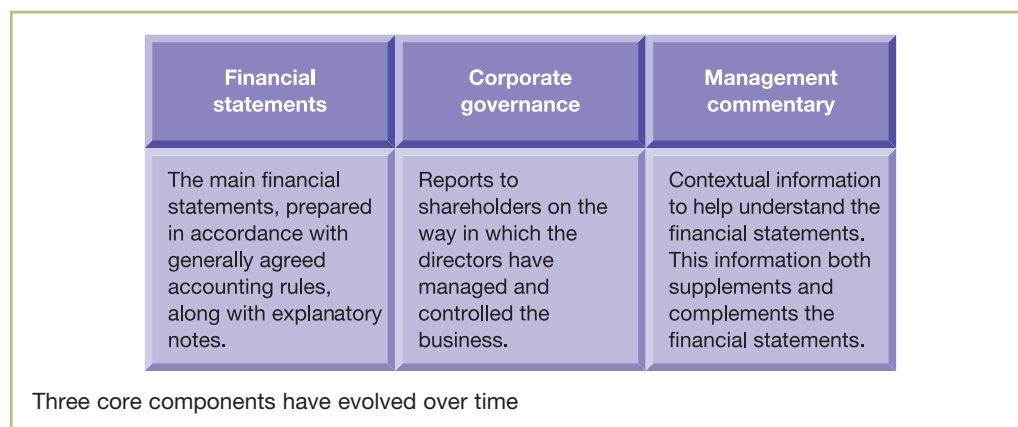 Financial
statements
Corporate
governance
Management
commentary
The main financial
statements, prepared
in accordance with
generally agreed
accounting rules,
along with explanatory
notes.
Reports to
shareholders on the
way in which the
directors have
managed and
controlled the
business.
Contextual information
to help understand the
financial statements.
This information both
supplements and
complements the
financial statements.
Three core components have evolved over time